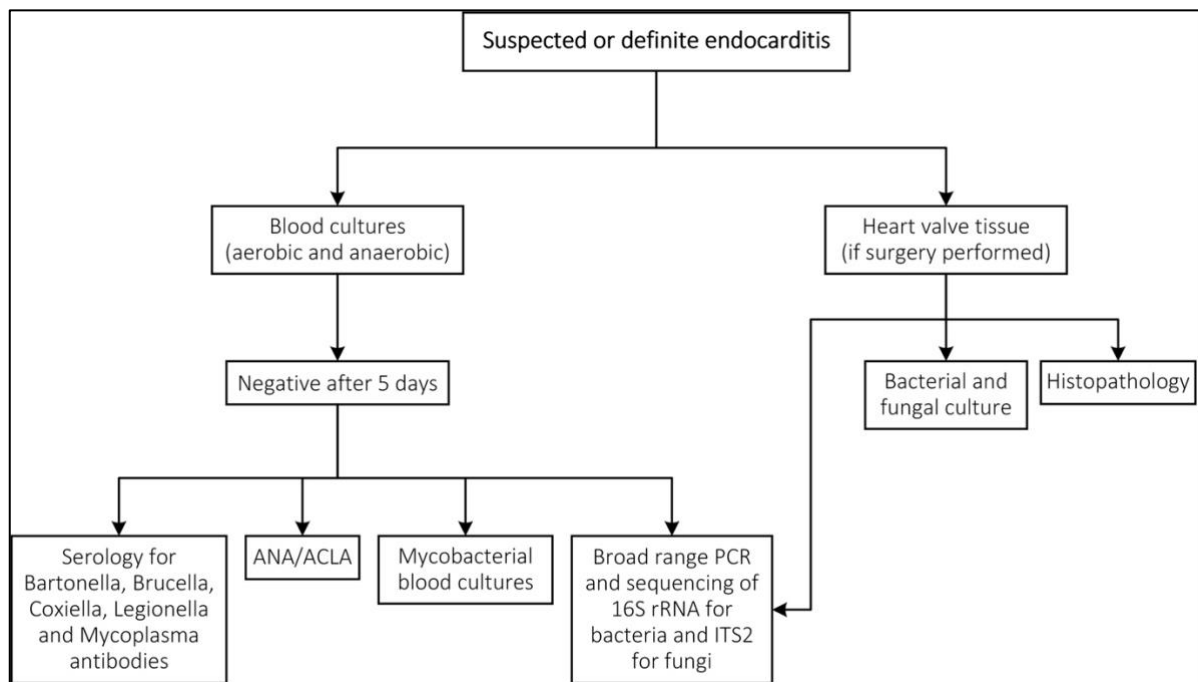 Suspected or definite endocarditis
Blood cultures
(aerobic and anaerobic)
Heart valve tissue
(if surgery performed)
Negative after 5 days
Bacterial and
fungal culture
Histopathology
Serology for
Bartonella, Brucella,
Coxiella, Legionella
and Mycoplasma
antibodies
ANA/ACLA
Mycobacterial
blood cultures
Broad range PCR
and sequencing of
16S rRNA for
bacteria and ITS2
for fungi